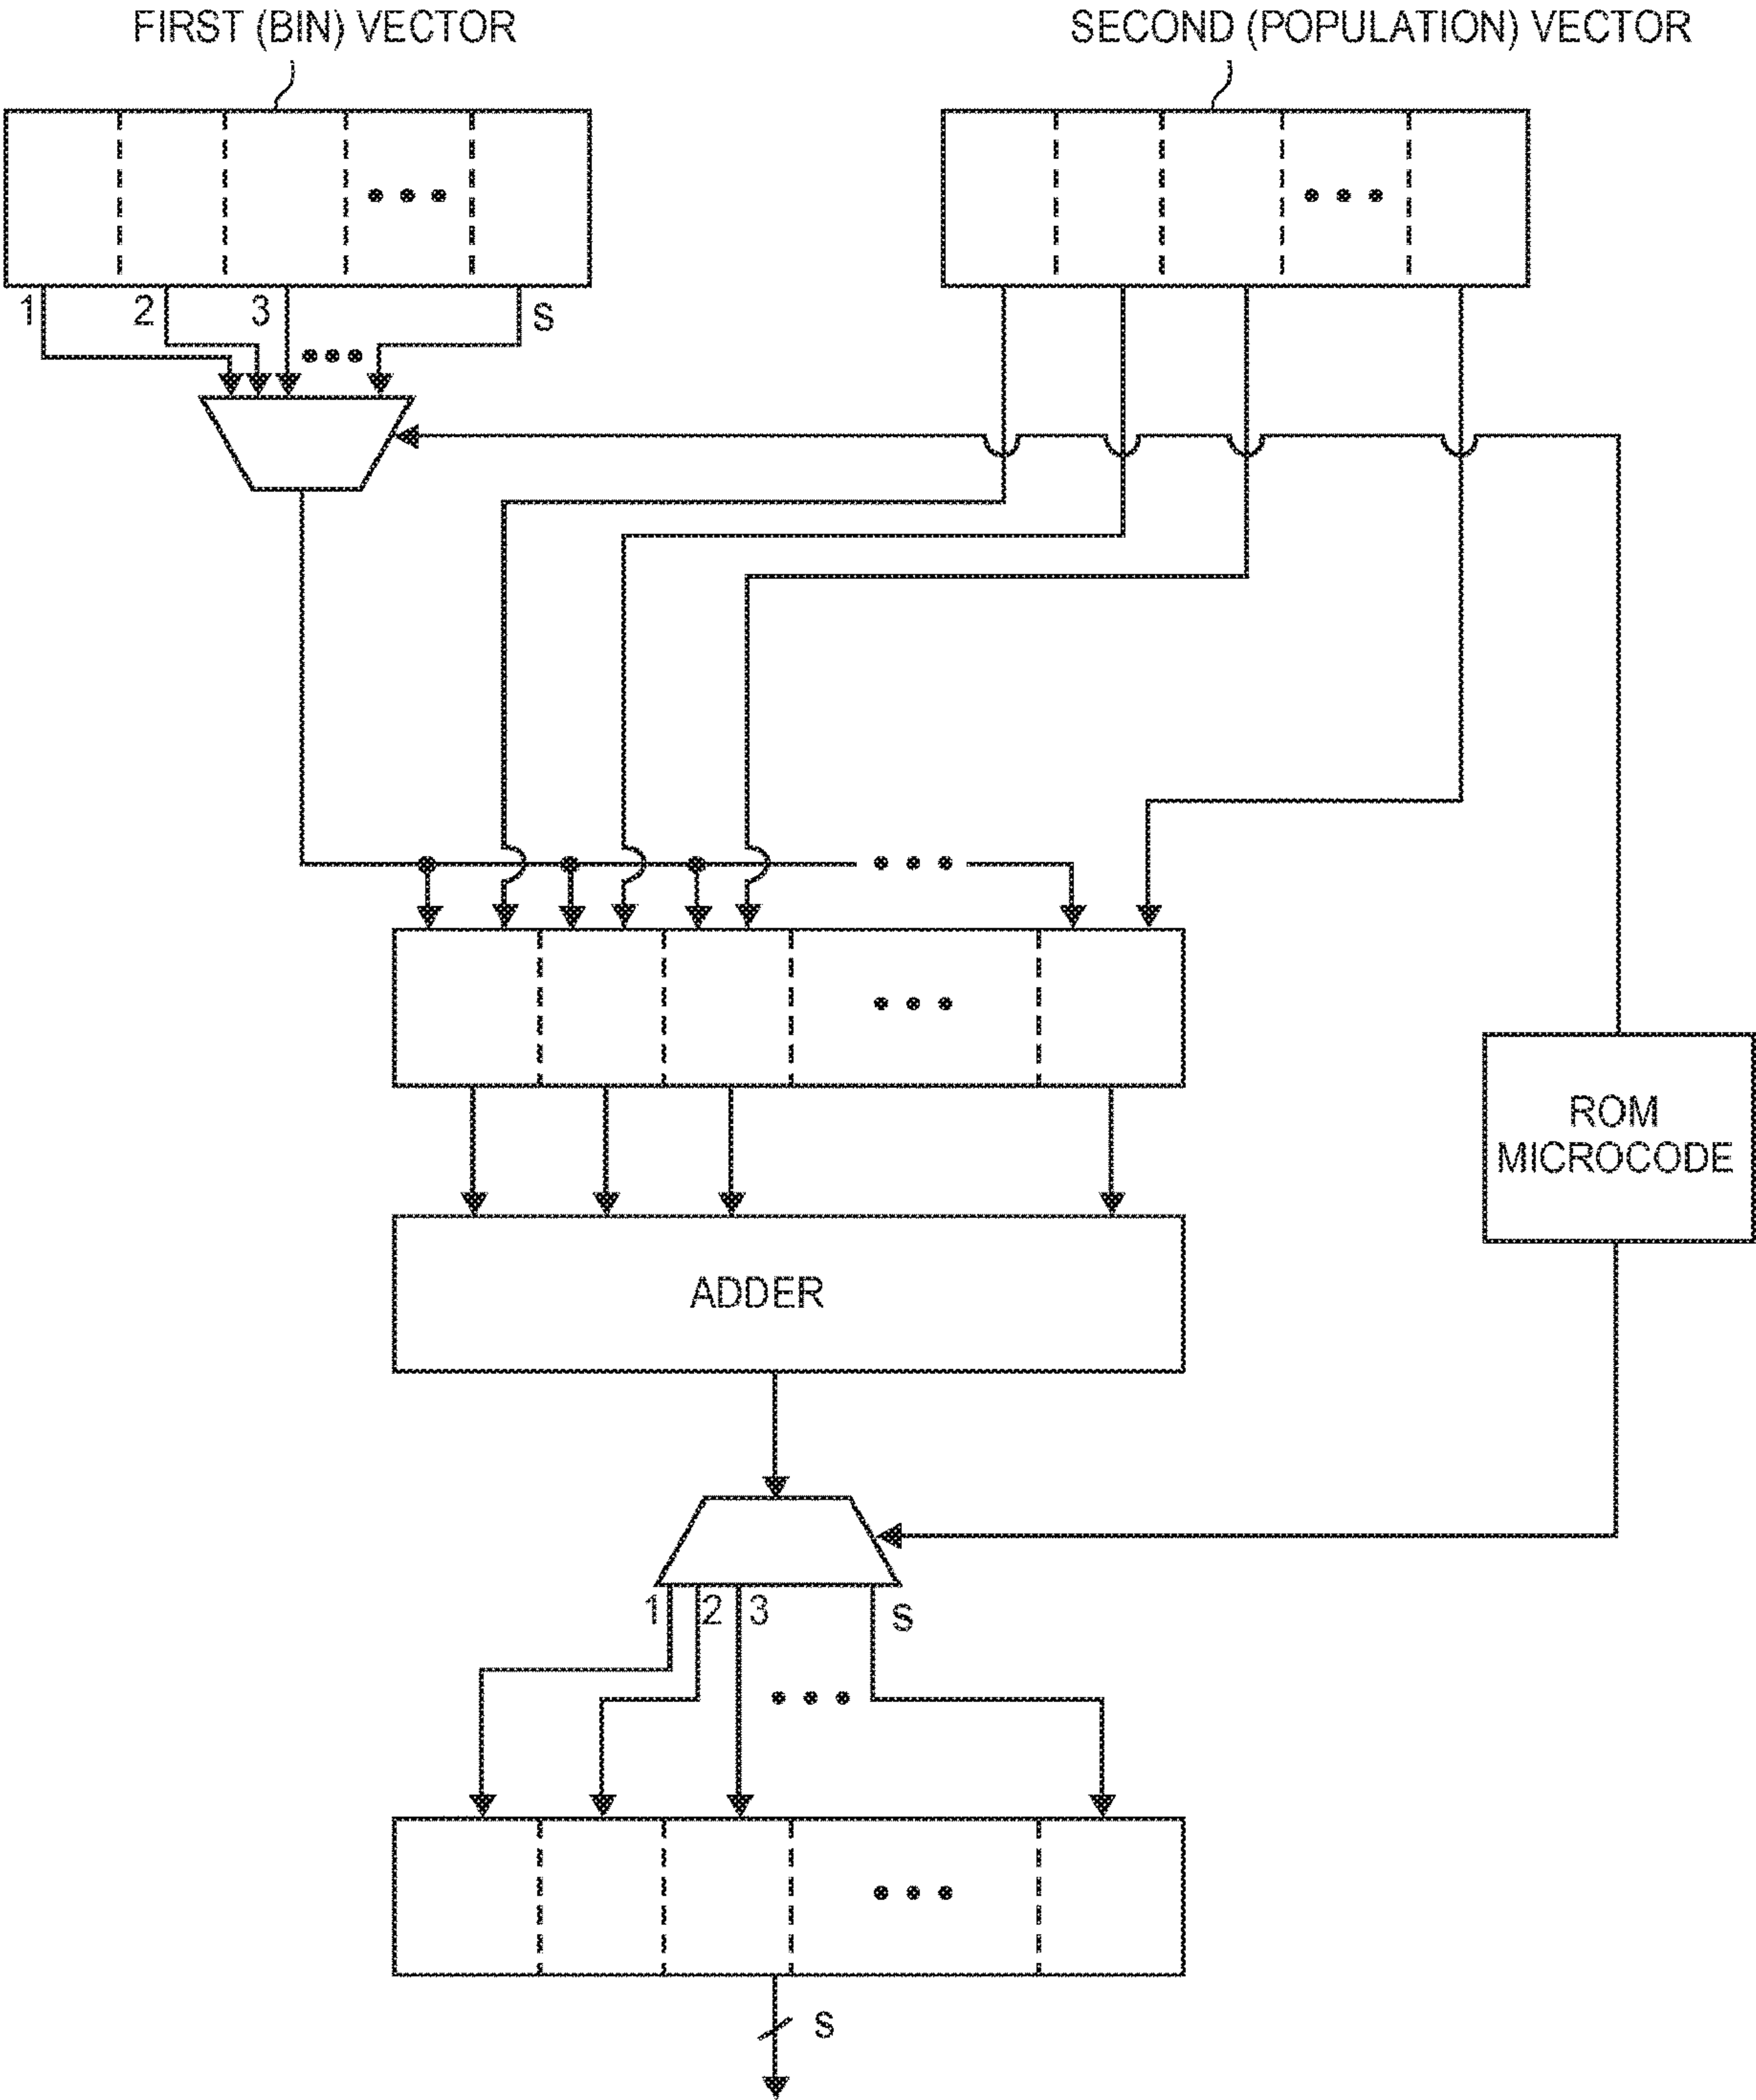 FIRST (BIN) VECTOR
SECOND (POPULATION) VECTOR
1 2 3 S
ROM
MICROCODE
ADDER
1 2 3 S
S